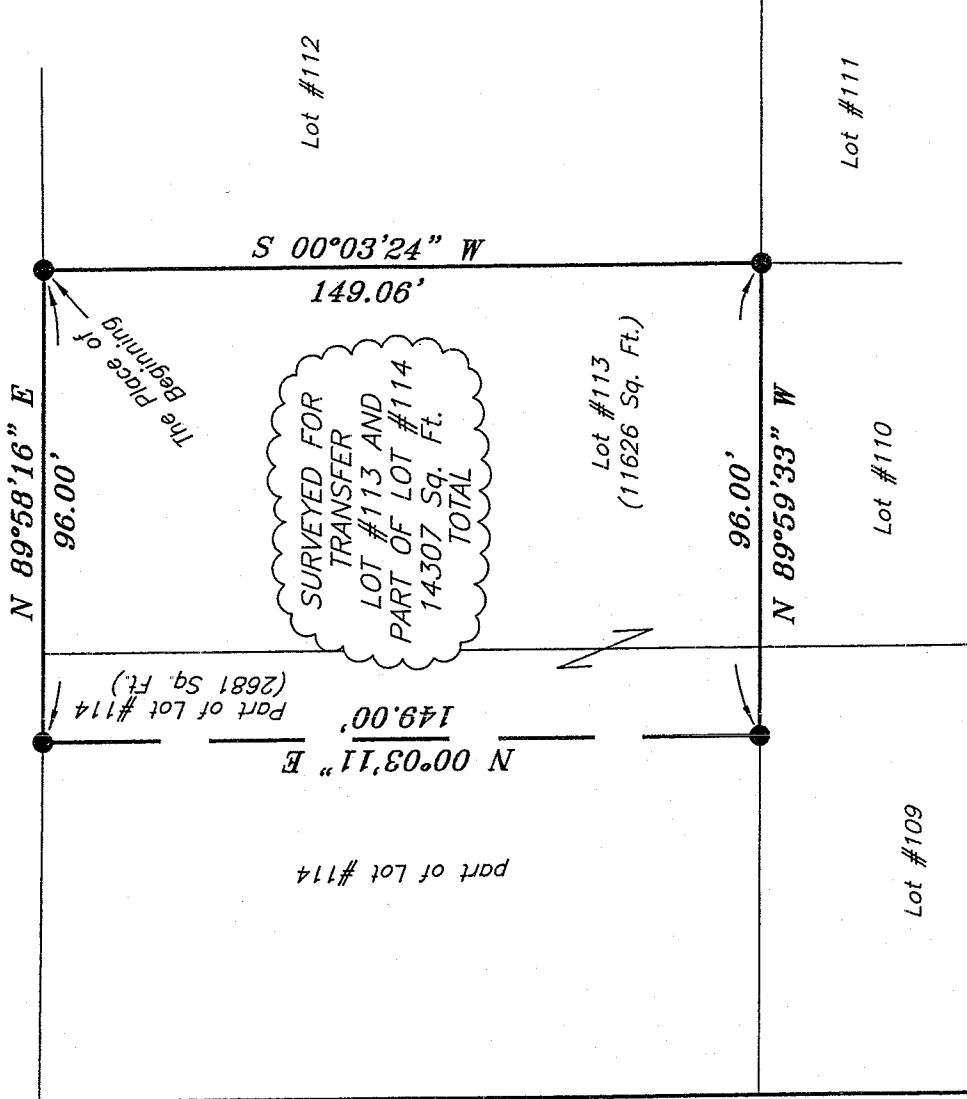 Lot #112
Lot #111
S 00°03'24" W
149.06'
The Place of
Beginning
N 89°58'16" E
96.00'
SURVEYED FOR
TRANSFER
LOT #113 AND
PART OF LOT #114
14307 Sq. Ft.
TOTAL
Lot #113
(11626 Sq. Ft.)
96.00'
N 89°59'33" W
Lot #110
Part of Lot #114
(2681 Sq. Ft.)
N 00°03'11" E
149.00'
part of Lot #114
Lot #109